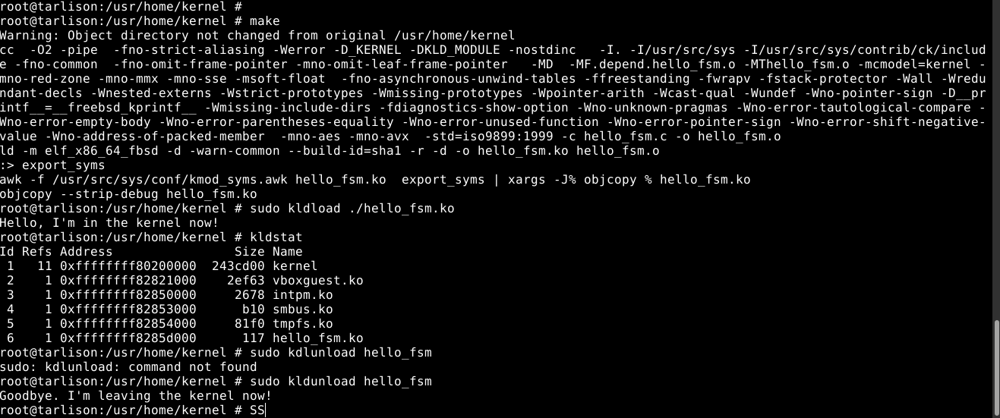 root@tarlison:/usr/home/kernel #
root@tarlison:/usr/home/kernel # make
Warning: Object directory not changed from original /usr/home/kernel
cc  -O2 -pipe  -fno-strict-aliasing -Werror -D_KERNEL -DKLD_MODULE -nostdinc   -I. -I/usr/src/sys -I/usr/src/sys/contrib/ck/includ
e -fno-common  -fno-omit-frame-pointer -mno-omit-leaf-frame-pointer   -MD  -MF.depend.hello_fsm.o -MThello_fsm.o -mcmodel=kernel -
mno-red-zone -mno-mmx -mno-sse -msoft-float  -fno-asynchronous-unwind-tables -ffreestanding -fwrapv -fstack-protector -Wall -Wredu
ndant-decls -Wnested-externs -Wstrict-prototypes -Wmissing-prototypes -Wpointer-arith -Wcast-qual -Wundef -Wno-pointer-sign -D__pr
intf__=__freebsd_kprintf__ -Wmissing-include-dirs -fdiagnostics-show-option -Wno-unknown-pragmas -Wno-error-tautological-compare -
Wno-error-empty-body -Wno-error-parentheses-equality -Wno-error-unused-function -Wno-error-pointer-sign -Wno-error-shift-negative-
value -Wno-address-of-packed-member  -mno-aes -mno-avx  -std=iso9899:1999 -c hello_fsm.c -o hello_fsm.o
ld -m elf_x86_64_fbsd -d -warn-common --build-id=sha1 -r -d -o hello_fsm.ko hello_fsm.o
:> export_syms
awk -f /usr/src/sys/conf/kmod_syms.awk hello_fsm.ko  export_syms | xargs -J% objcopy % hello_fsm.ko
objcopy --strip-debug hello_fsm.ko
root@tarlison:/usr/home/kernel # sudo kldload ./hello_fsm.ko
Hello, I'm in the kernel now!
root@tarlison:/usr/home/kernel # kldstat
Id Refs Address                Size Name
 1   11 0xffffffff80200000  243cd00 kernel
 2    1 0xffffffff82821000    2ef63 vboxguest.ko
 3    1 0xffffffff82850000     2678 intpm.ko
 4    1 0xffffffff82853000      b10 smbus.ko
 5    1 0xffffffff82854000     81f0 tmpfs.ko
 6    1 0xffffffff8285d000      117 hello_fsm.ko
root@tarlison:/usr/home/kernel # sudo kdlunload hello_fsm
sudo: kdlunload: command not found
root@tarlison:/usr/home/kernel # sudo kldunload hello_fsm
Goodbye. I'm leaving the kernel now!
root@tarlison:/usr/home/kernel # SS